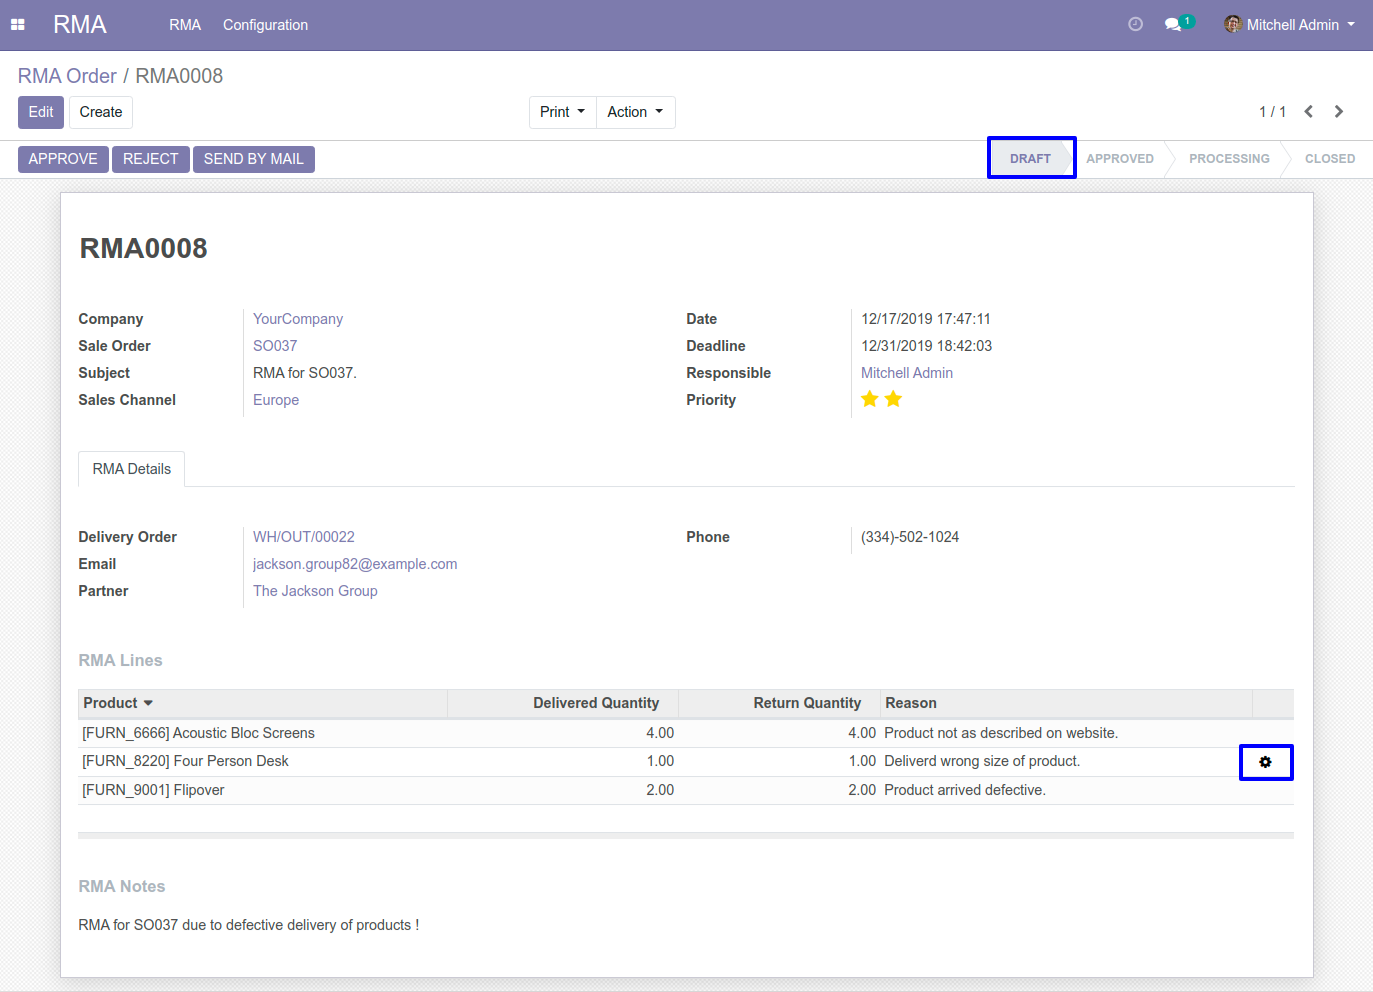 RMA RMA Configuration 1 Mitchell Admin
RMA Order / RMA0008
Edit Create Print Action 1 / 1
APPROVE REJECT SEND BY MAIL DRAFT APPROVED PROCESSING CLOSED
RMA0008
Company YourCompany Date 12/17/2019 17:47:11
Sale Order SO037 Deadline 12/31/2019 18:42:03
Subject RMA for SO037. Responsible Mitchell Admin
Sales Channel Europe Priority
RMA Details
Delivery Order WH/OUT/00022 Phone (334)-502-1024
Email jackson.group82@example.com
Partner The Jackson Group
RMA Lines
Product Delivered Quantity Return Quantity Reason
[FURN_6666] Acoustic Bloc Screens 4.00 4.00 Product not as described on website.
[FURN_8220] Four Person Desk 1.00 1.00 Deliverd wrong size of product.
[FURN_9001] Flipover 2.00 2.00 Product arrived defective.
RMA Notes
RMA for SO037 due to defective delivery of products !